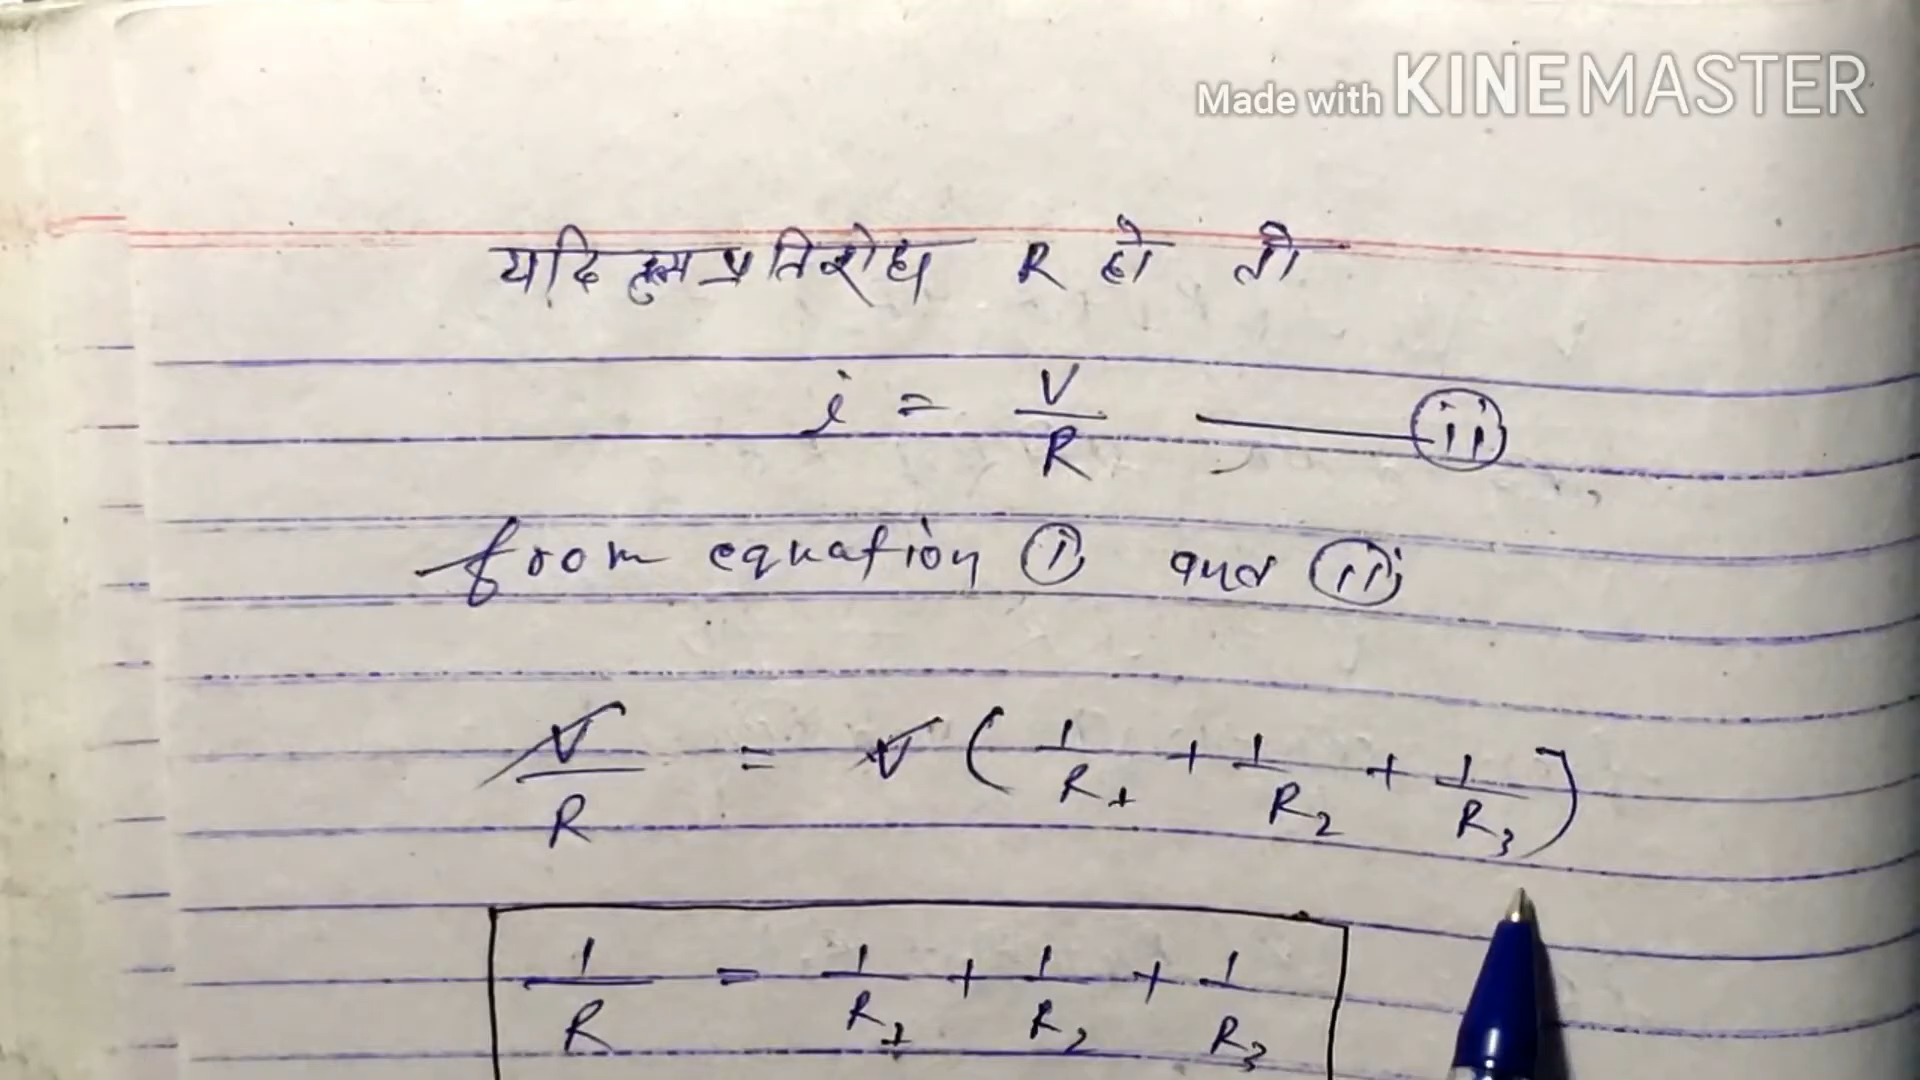 Made with KINEMASTER
यदि तुल्य प्रतिरोध R हो तो
i = V/R —— (ii)
from equation (i) and (ii)
V/R = V ( 1/R1 + 1/R2 + 1/R3 )
1/R = 1/R1 + 1/R2 + 1/R3